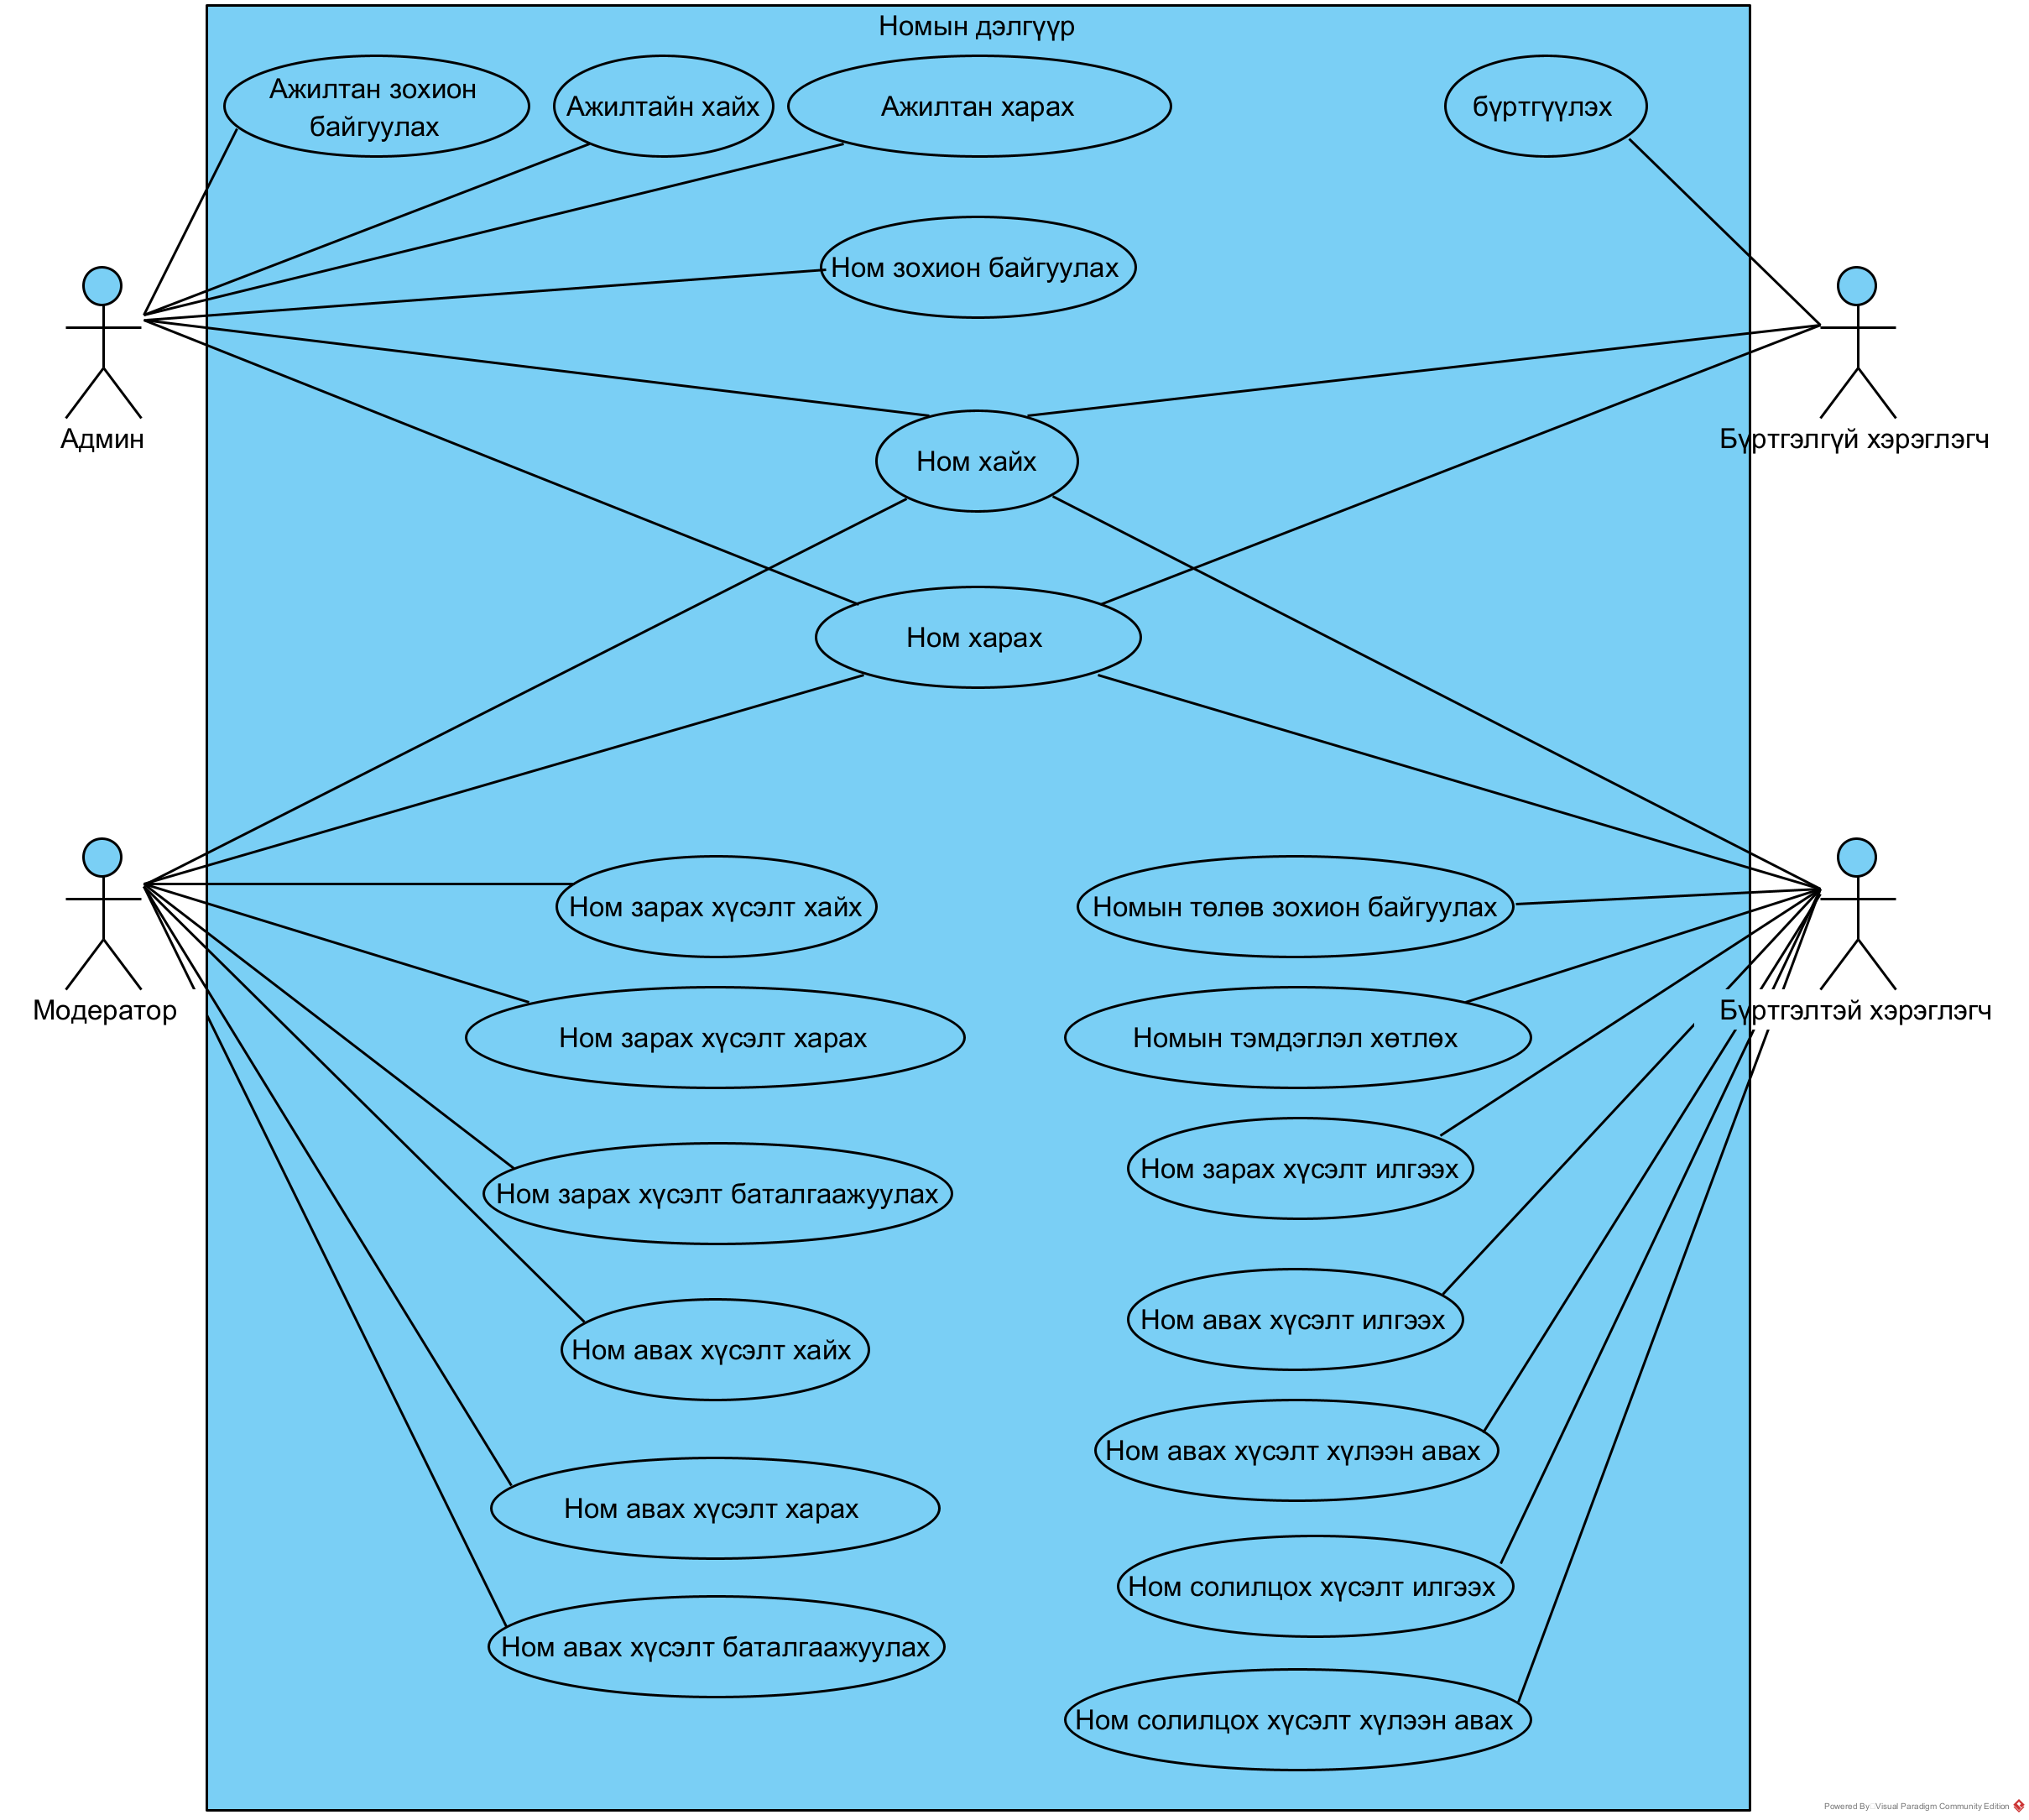 Номын дэлгүүр
Ажилтан зохион
байгуулах
Ажилтайн хайх
Ажилтан харах
бүртгүүлэх
Ном зохион байгуулах
Админ
Бүртгэлгүй хэрэглэгч
Ном хайх
Ном харах
Ном зарах хүсэлт хайх
Номын төлөв зохион байгуулах
Модератор
Бүртгэлтэй хэрэглэгч
Ном зарах хүсэлт харах
Номын тэмдэглэл хөтлөх
Ном зарах хүсэлт илгээх
Ном зарах хүсэлт баталгаажуулах
Ном авах хүсэлт илгээх
Ном авах хүсэлт хайх
Ном авах хүсэлт хүлээн авах
Ном авах хүсэлт харах
Ном солилцох хүсэлт илгээх
Ном авах хүсэлт баталгаажуулах
Ном солилцох хүсэлт хүлээн авах
Powered By Visual Paradigm Community Edition